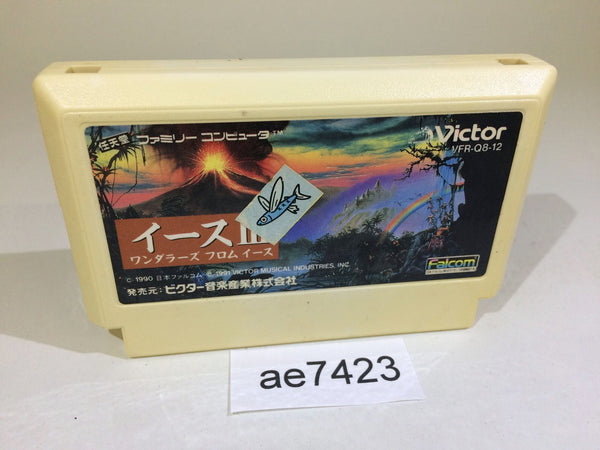 任天堂 ファミリー コンピュータ™
Victor
VFR-Q8-12
イース III
ワンダラーズ フロム イース
© 1990 日本ファルコム © 1991 VICTOR MUSICAL INDUSTRIES, INC.
発売元: ビクター音楽産業株式会社
Falcom
ae7423